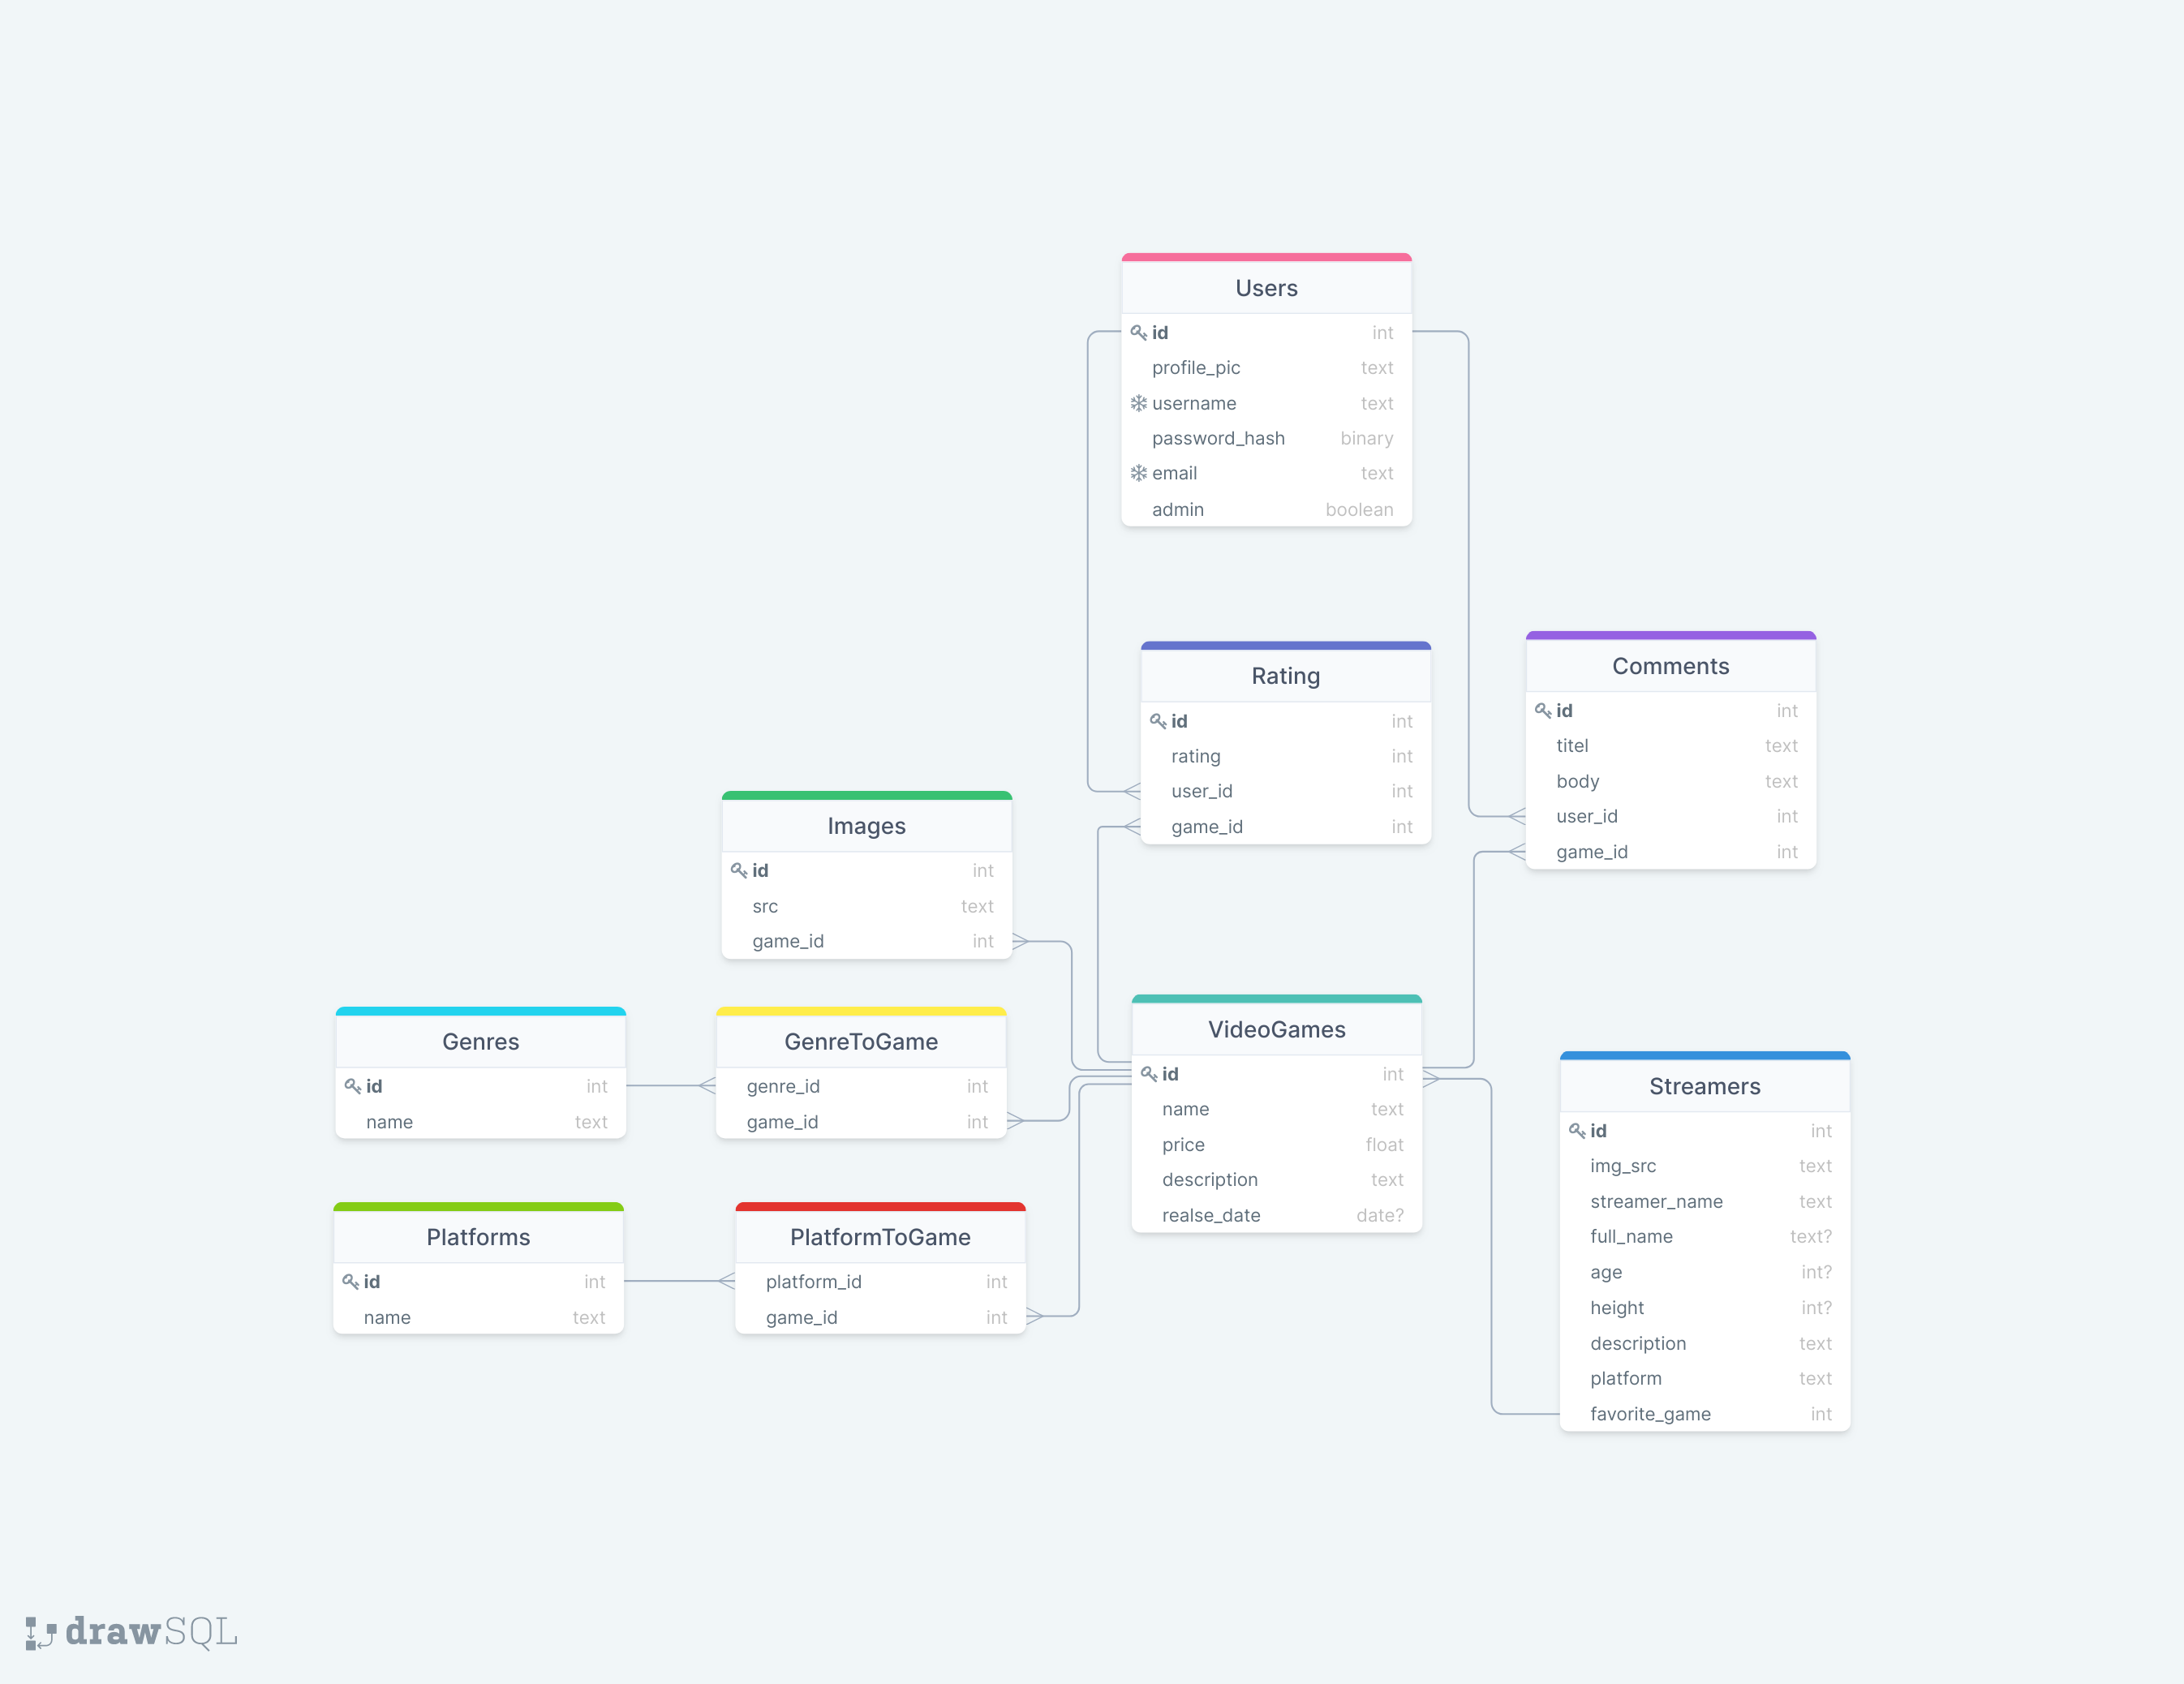 Users
id int
profile_pic text
username text
password_hash binary
email text
admin boolean
Rating
id int
rating int
user_id int
game_id int
Comments
id int
titel text
body text
user_id int
game_id int
Images
id int
src text
game_id int
Genres
id int
name text
GenreToGame
genre_id int
game_id int
VideoGames
id int
name text
price float
description text
realse_date date?
Streamers
id int
img_src text
streamer_name text
full_name text?
age int?
height int?
description text
platform text
favorite_game int
Platforms
id int
name text
PlatformToGame
platform_id int
game_id int
drawSQL